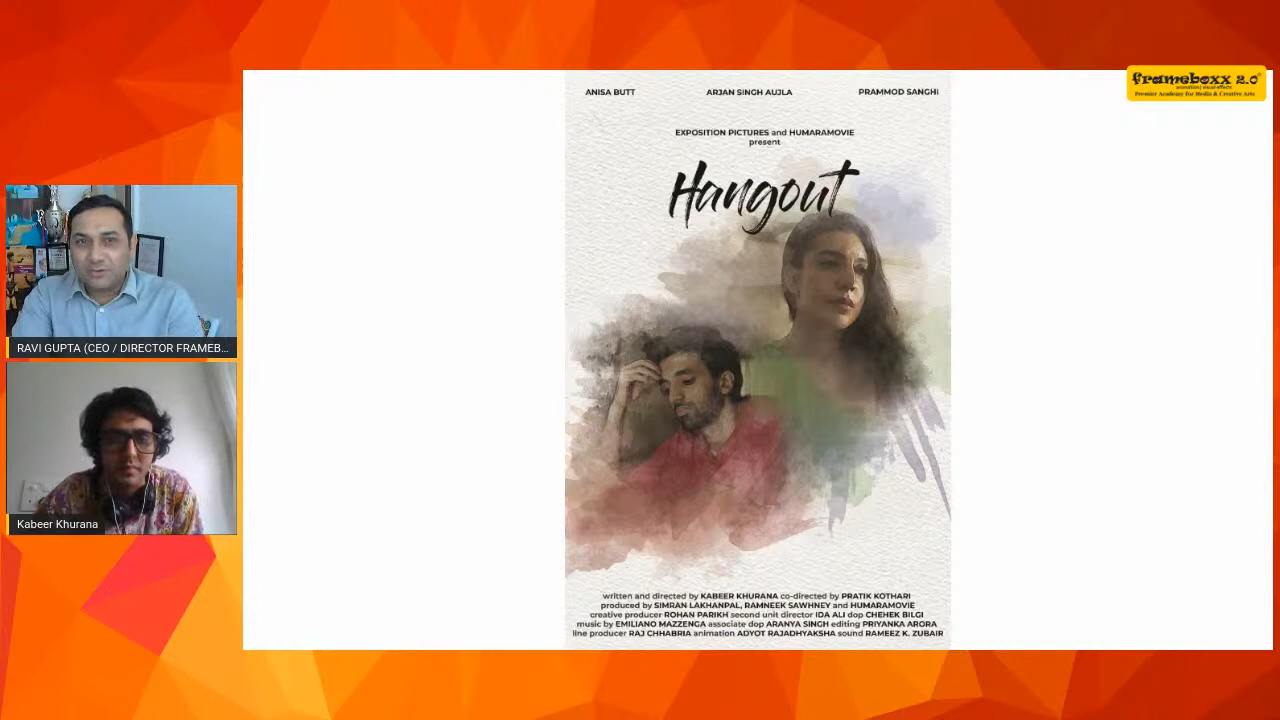 frameboxx 2.0
animation | visual effects
Premier Academy for Media & Creative Arts
ANISA BUTT ARJAN SINGH AUJLA PRAMMOD SANGHI
EXPOSITION PICTURES and HUMARAMOVIE
present
Hangout
RAVI GUPTA (CEO / DIRECTOR FRAMEB...
Kabeer Khurana
written and directed by KABEER KHURANA co-directed by PRATIK KOTHARI
produced by SIMRAN LAKHANPAL, RAMNEEK SAWHNEY and HUMARAMOVIE
creative producer ROHAN PARIKH second unit director IDA ALI dop CHEHEK BILGI
music by EMILIANO MAZZENGA associate dop ARANYA SINGH editing PRIYANKA ARORA
line producer RAJ CHHABRIA animation ADYOT RAJADHYAKSHA sound RAMEEZ K. ZUBAIR